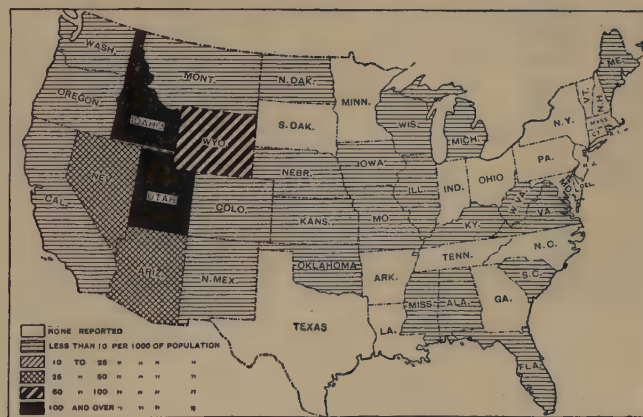 WASH.
MONT.
N.DAK.
MINN.
ME.
OREGON.
IDAHO
WYO.
S.DAK.
WIS.
MICH.
N.Y.
VT.
N.H.
MASS
CT.
R.I.
NEV.
UTAH
NEBR.
IOWA
ILL.
IND.
OHIO
PA.
N.J.
MD.
DEL.
CAL.
COLO.
KANS.
MO.
KY.
W.VA.
VA.
ARIZ.
N.MEX.
OKLAHOMA
ARK.
TENN.
N.C.
S.C.
TEXAS
LA.
MISS.
ALA.
GA.
FLA.
NONE REPORTED
LESS THAN 10 PER 1000 OF POPULATION
10 TO 25 " " " "
25 " 50 " " " "
50 " 100 " " " "
100 AND OVER " " "